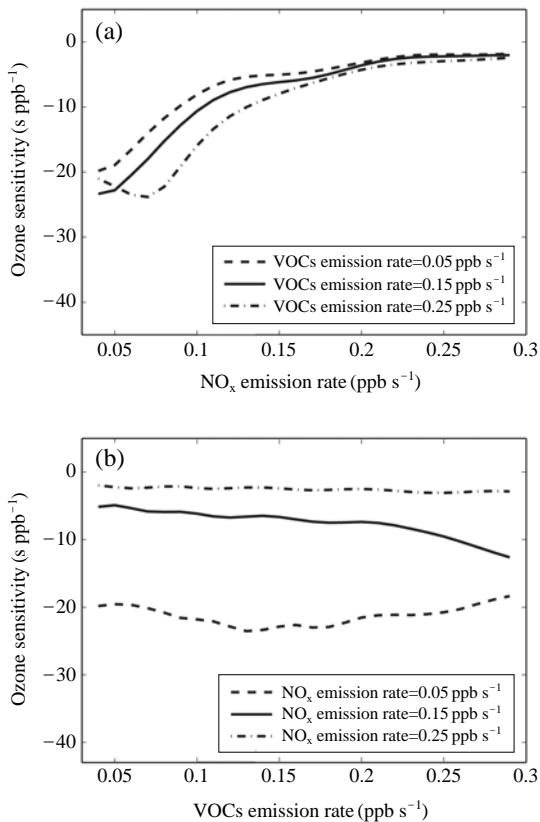 (a)
0
−10
−20
−30
−40
Ozone sensitivity (s ppb⁻¹)
VOCs emission rate=0.05 ppb s⁻¹
VOCs emission rate=0.15 ppb s⁻¹
VOCs emission rate=0.25 ppb s⁻¹
0.05 0.1 0.15 0.2 0.25 0.3
NOₓ emission rate (ppb s⁻¹)
(b)
0
−10
−20
−30
−40
Ozone sensitivity (s ppb⁻¹)
NOₓ emission rate=0.05 ppb s⁻¹
NOₓ emission rate=0.15 ppb s⁻¹
NOₓ emission rate=0.25 ppb s⁻¹
0.05 0.1 0.15 0.2 0.25 0.3
VOCs emission rate (ppb s⁻¹)